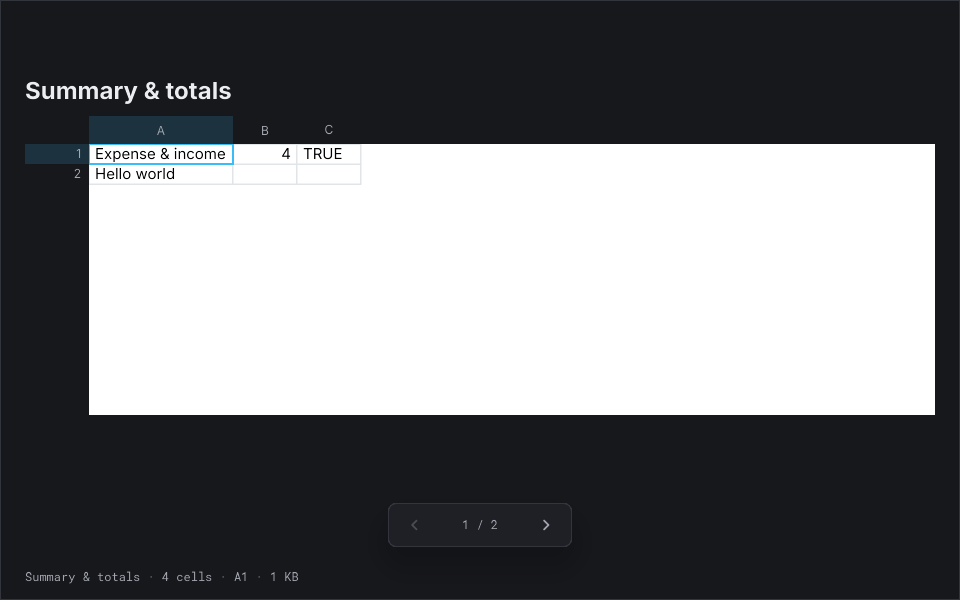 Summary & totals
A B C
1 Expense & income 4 TRUE
2 Hello world
1 / 2
Summary & totals · 4 cells · A1 · 1 KB